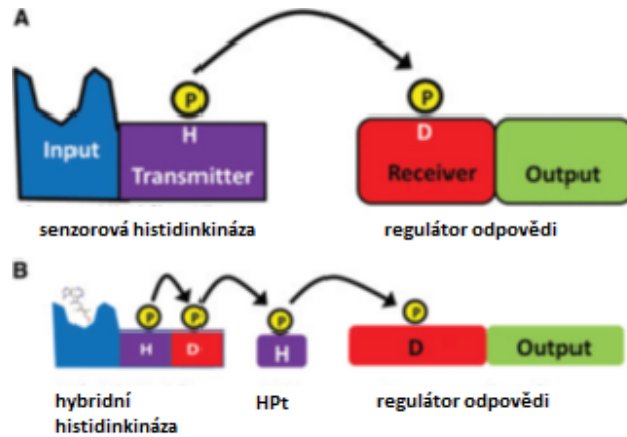 A
P
P
H
D
Input
Transmitter
Receiver
Output
senzorová histidinkináza
regulátor odpovědi
B
P
P
P
P
H
D
H
D
Output
hybridní
histidinkináza
HPt
regulátor odpovědi